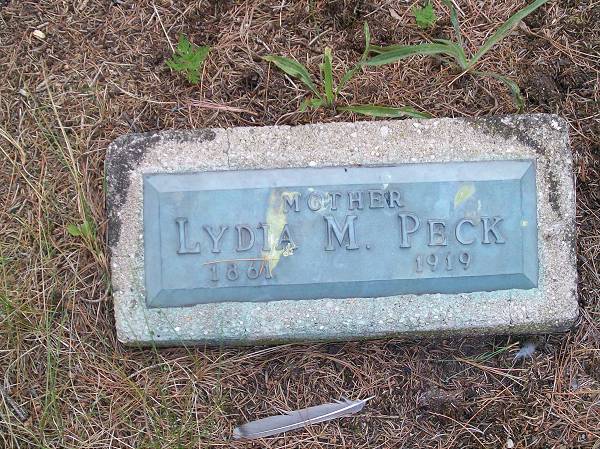 MOTHER
LYDIA M. PECK
1861 1919